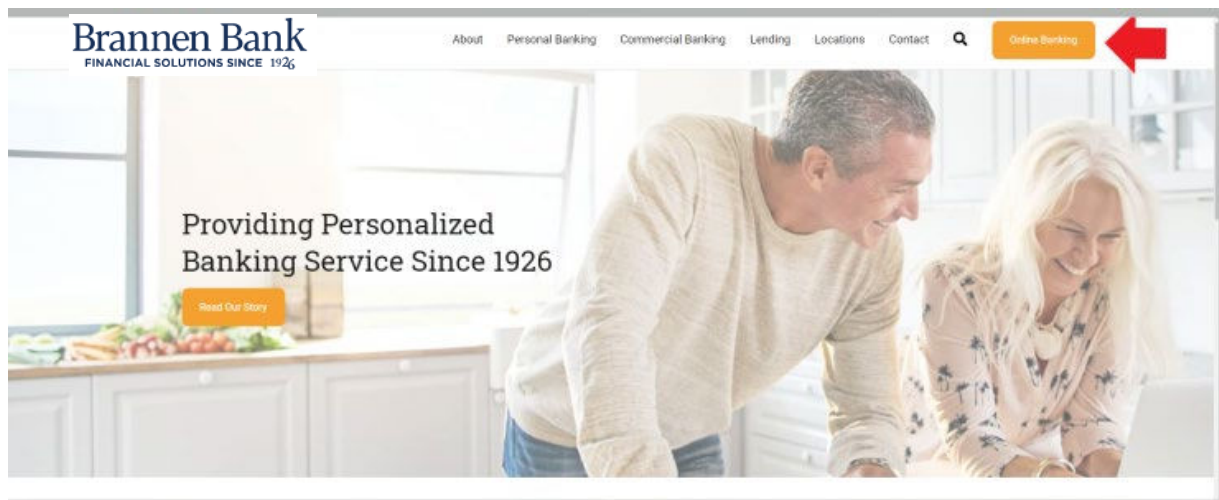 Brannen Bank
FINANCIAL SOLUTIONS SINCE 1926
About Personal Banking Commercial Banking Lending Locations Contact Online Banking
Providing Personalized
Banking Service Since 1926
Read Our Story